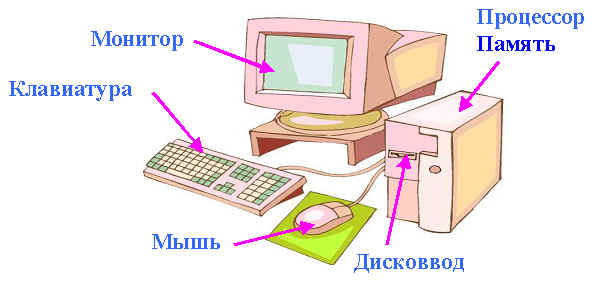 Процессор
Память
Монитор
Клавиатура
Мышь
Дисковвод